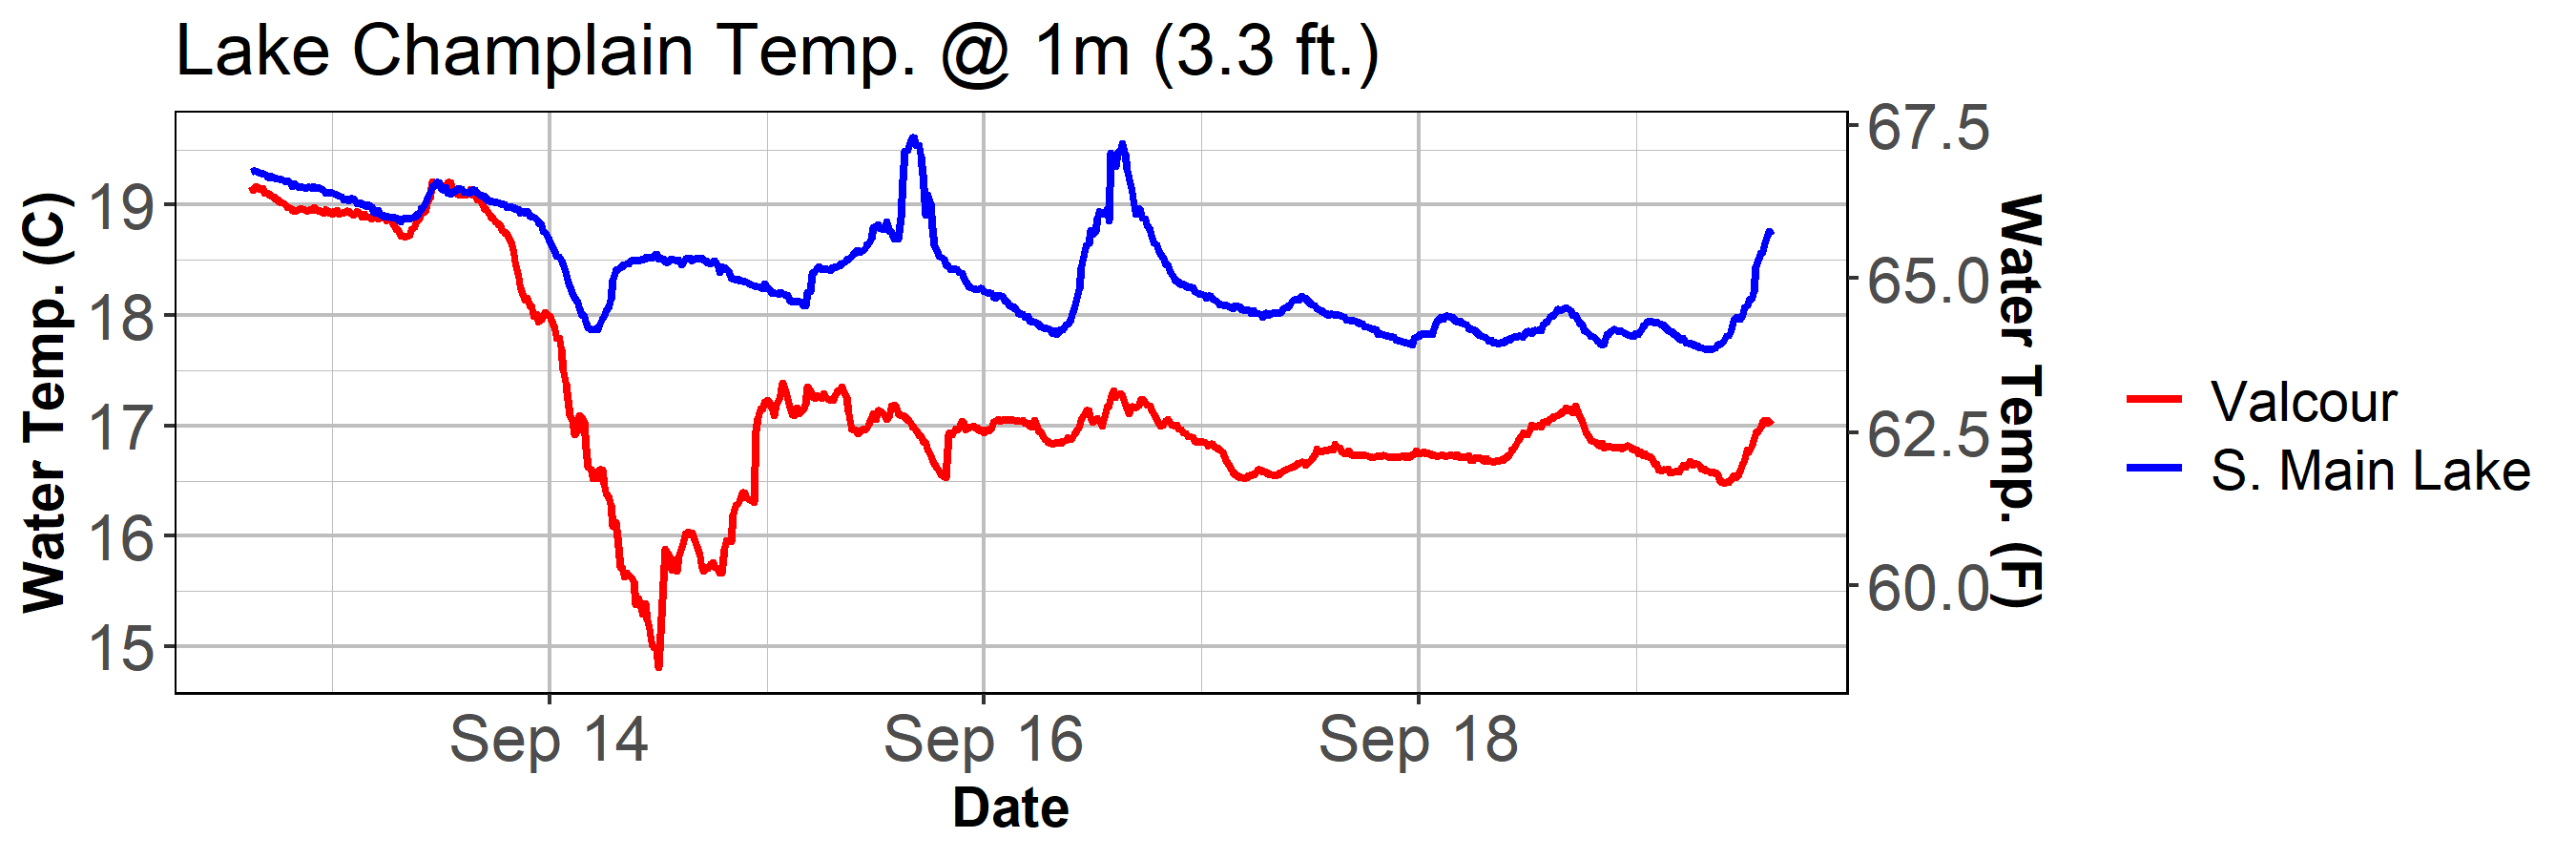 Lake Champlain Temp. @ 1m (3.3 ft.)
Water Temp. (C)
19
18
17
16
15
67.5
65.0
62.5
60.0
Water Temp. (F)
Sep 14
Sep 16
Sep 18
Date
Valcour
S. Main Lake